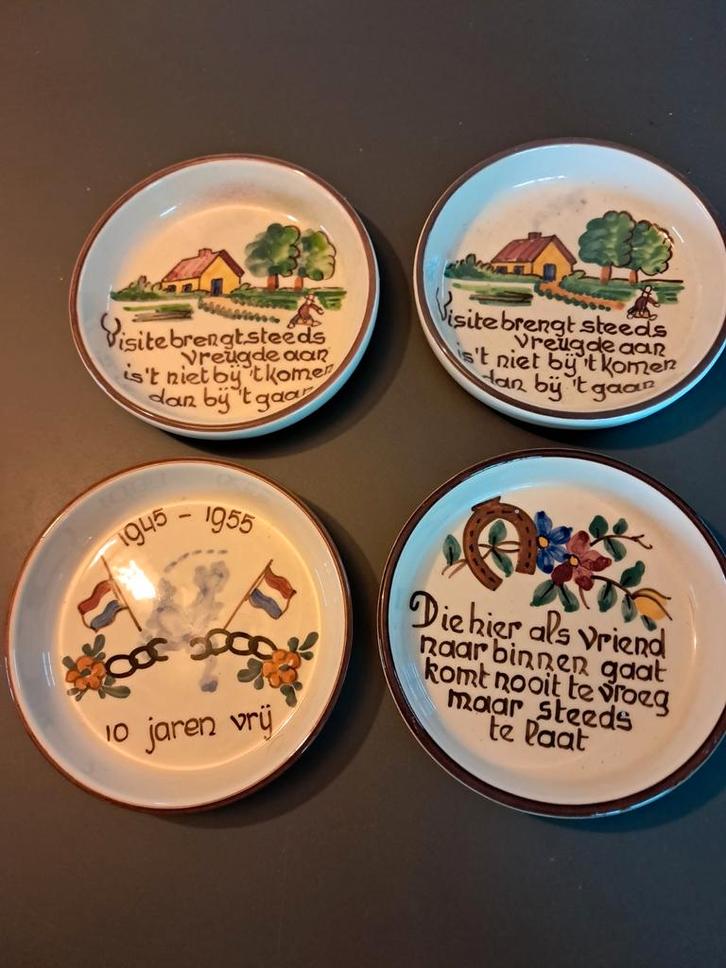 Visite brengt steeds
vreugde aan
is 't niet bij 't komen
dan bij 't gaan
Visite brengt steeds
vreugde aan
is 't niet bij 't komen
dan bij 't gaan
1945 - 1955
10 jaren vrij
Die hier als vriend
naar binnen gaat
komt nooit te vroeg
maar steeds
te laat